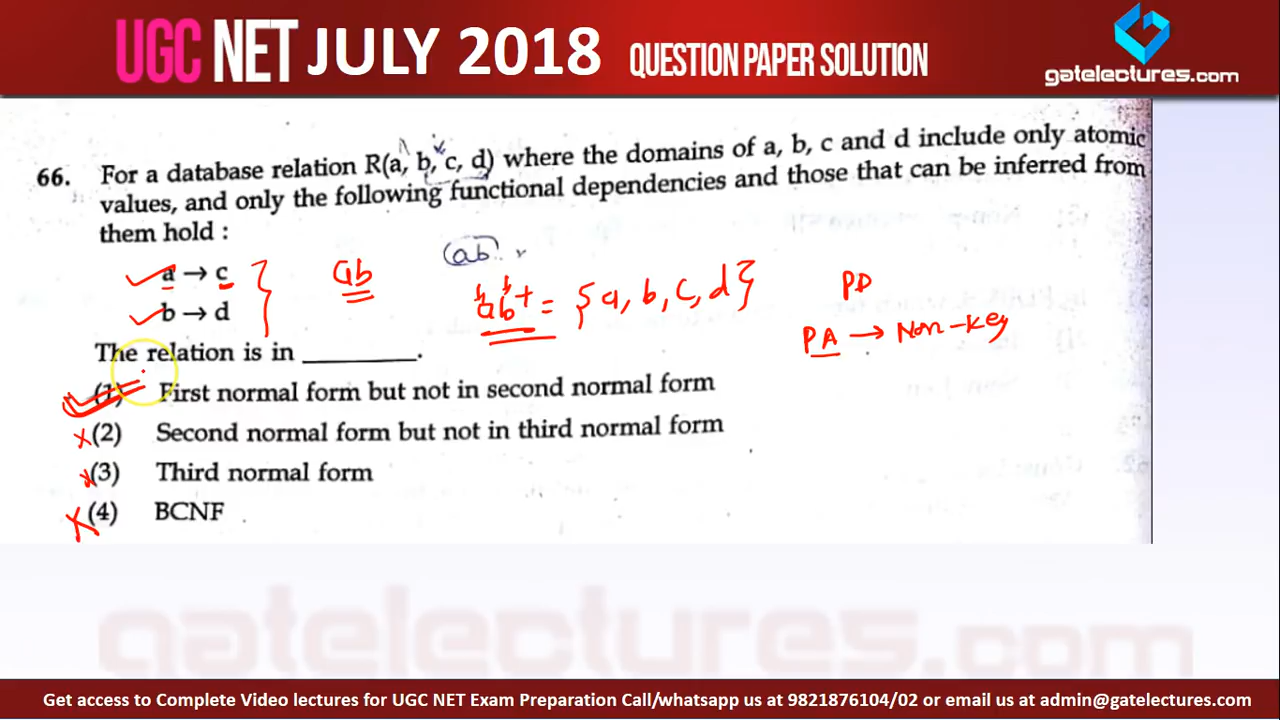 UGC NET JULY 2018 QUESTION PAPER SOLUTION
gatelectures.com
66. For a database relation R(a, b, c, d) where the domains of a, b, c and d include only atomic
values, and only the following functional dependencies and those that can be inferred from
them hold :
a → c } ab
ab
b → d
ab+ = {a, b, c, d}
PD
PA → Non-key
The relation is in ________.
(1) First normal form but not in second normal form
(2) Second normal form but not in third normal form
(3) Third normal form
(4) BCNF
gatelectures.com
Get access to Complete Video lectures for UGC NET Exam Preparation Call/whatsapp us at 9821876104/02 or email us at admin@gatelectures.com